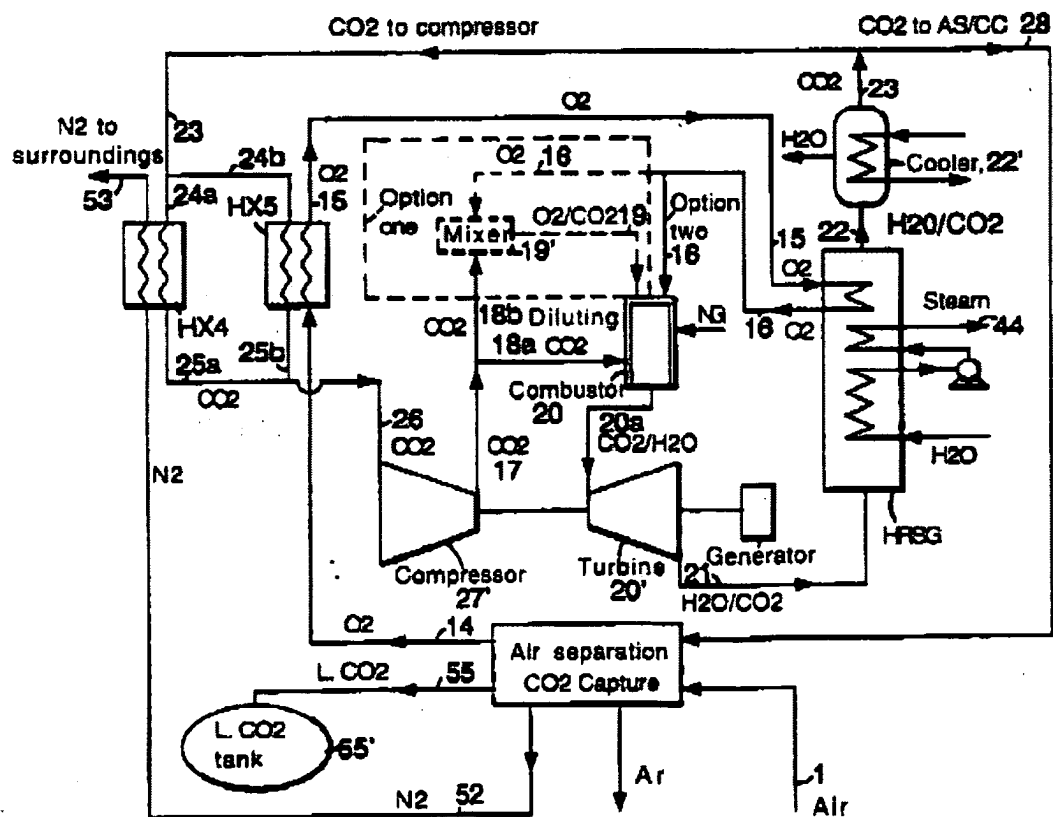 CO2 to compressor
CO2 to AS/CC 28
CO2
23
23
N2 to
surroundings
53
24b
24a
O2
15
HX5
O2
Option
one
O2 16
Mixer
19'
O2/CO2 19
Option
two
16
H2O
Cooler, 22'
22
H20/CO2
15
O2
16
O2
Steam
44
HX4
25a
CO2
25b
CO2
18b Diluting
18a CO2
NG
Combustor
20
20a
CO2/H2O
26
CO2
CO2
17
H2O
HRSG
N2
Compressor
27'
Turbine
20'
Generator
21
H2O/CO2
O2
14
Air separation
CO2 Capture
L. CO2
55
L. CO2
tank
55'
N2
52
Ar
1
Air